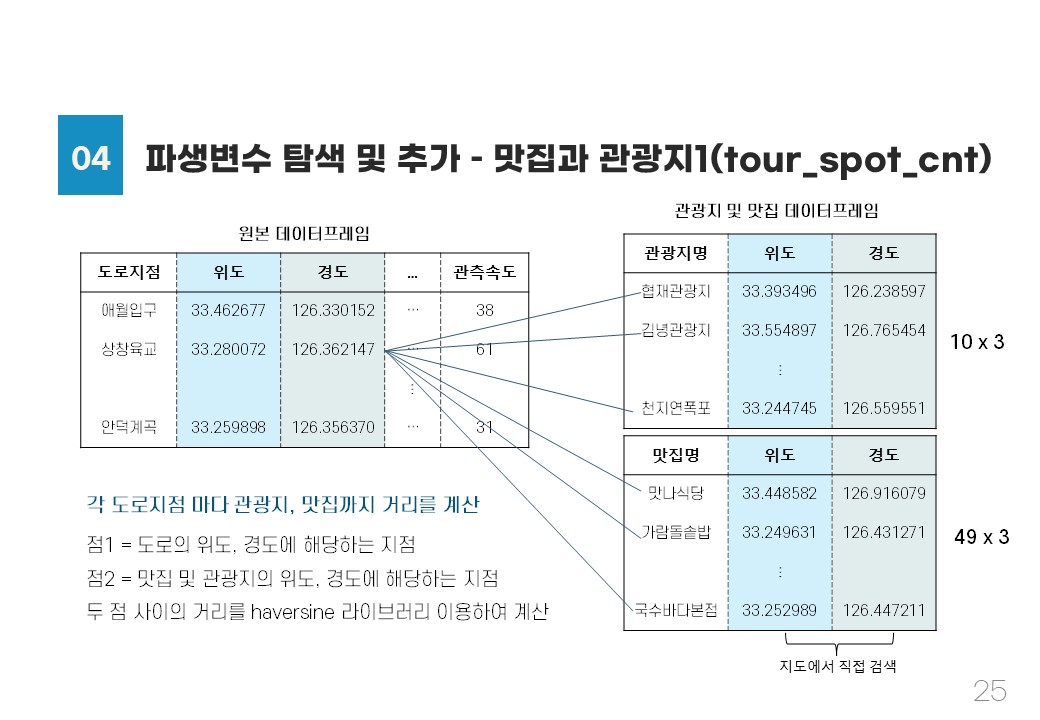 04
파생변수 탐색 및 추가 - 맛집과 관광지1(tour_spot_cnt)
원본 데이터프레임
도로지점 위도 경도 ... 관측속도
애월입구 33.462677 126.330152 ⋯ 38
상창육교 33.280072 126.362147 ⋯ 61
⋮
안덕계곡 33.259898 126.356370 ⋯ 31
각 도로지점 마다 관광지, 맛집까지 거리를 계산
점1 = 도로의 위도, 경도에 해당하는 지점
점2 = 맛집 및 관광지의 위도, 경도에 해당하는 지점
두 점 사이의 거리를 haversine 라이브러리 이용하여 계산
관광지 및 맛집 데이터프레임
관광지명 위도 경도
협재관광지 33.393496 126.238597
김녕관광지 33.554897 126.765454
⋮
천지연폭포 33.244745 126.559551
10 x 3
맛집명 위도 경도
맛나식당 33.448582 126.916079
가람돌솥밥 33.249631 126.431271
⋮
국수바다본점 33.252989 126.447211
49 x 3
지도에서 직접 검색
25